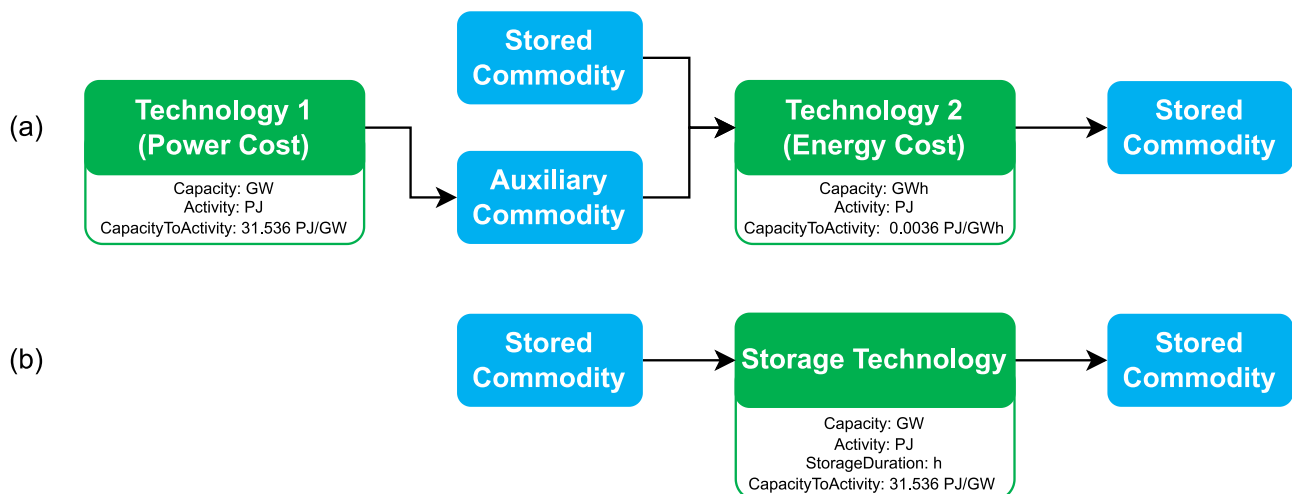 (a)
Technology 1
(Power Cost)
Capacity: GW
Activity: PJ
CapacityToActivity: 31.536 PJ/GW
Stored
Commodity
Auxiliary
Commodity
Technology 2
(Energy Cost)
Capacity: GWh
Activity: PJ
CapacityToActivity: 0.0036 PJ/GWh
Stored
Commodity
(b)
Stored
Commodity
Storage Technology
Capacity: GW
Activity: PJ
StorageDuration: h
CapacityToActivity: 31.536 PJ/GW
Stored
Commodity